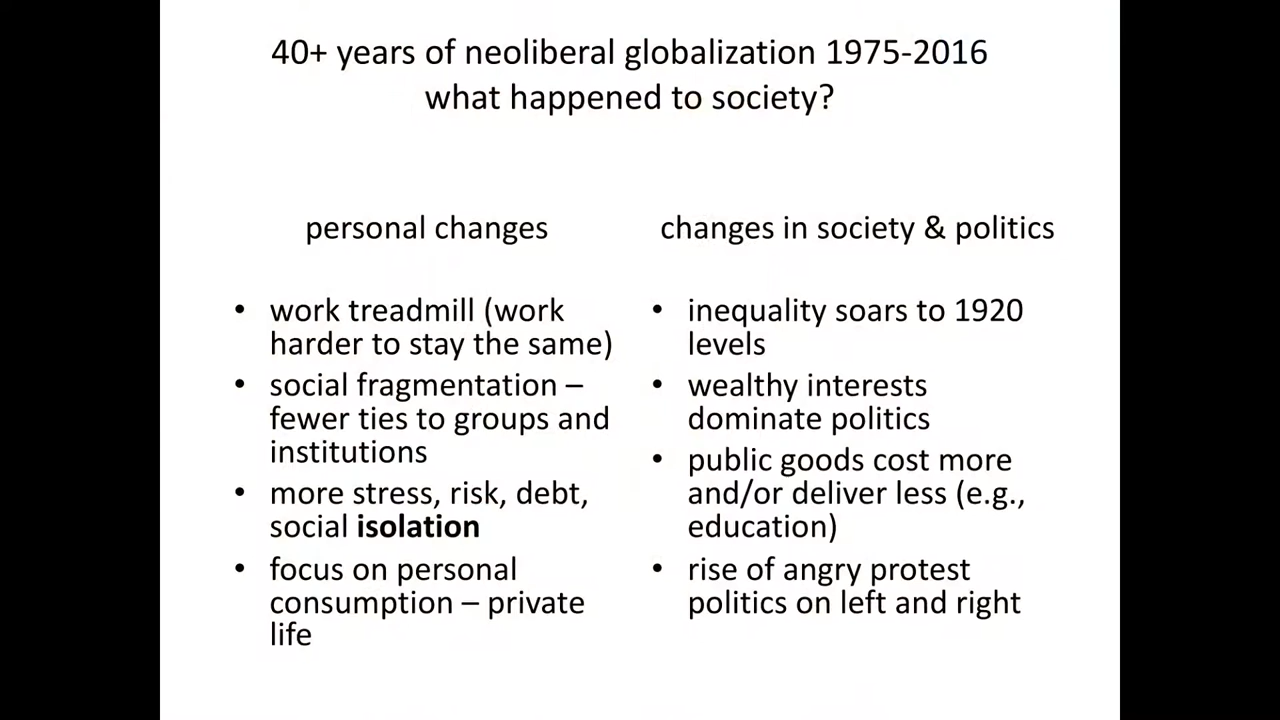 40+ years of neoliberal globalization 1975-2016
what happened to society?
personal changes
• work treadmill (work
harder to stay the same)
• social fragmentation –
fewer ties to groups and
institutions
• more stress, risk, debt,
social isolation
• focus on personal
consumption – private
life
changes in society & politics
• inequality soars to 1920
levels
• wealthy interests
dominate politics
• public goods cost more
and/or deliver less (e.g.,
education)
• rise of angry protest
politics on left and right